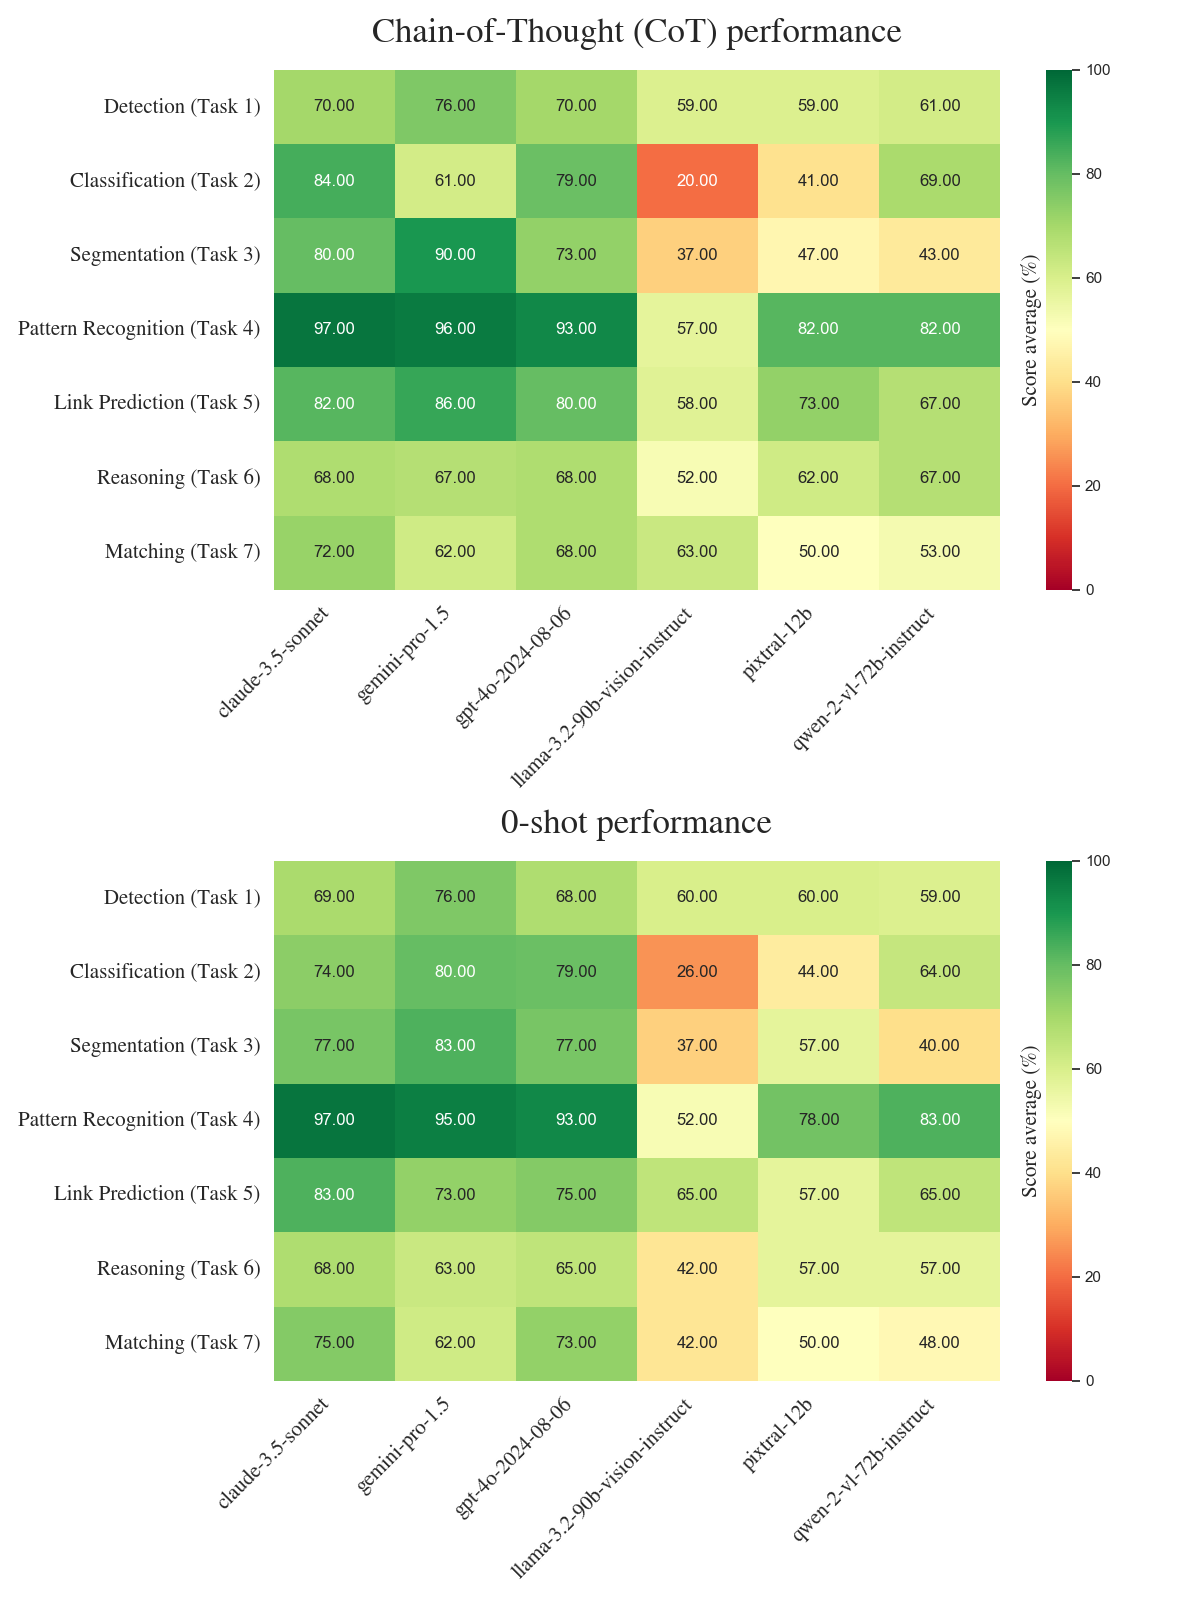 Chain-of-Thought (CoT) performance
Detection (Task 1) 70.00 76.00 70.00 59.00 59.00 61.00
Classification (Task 2) 84.00 61.00 79.00 20.00 41.00 69.00
Segmentation (Task 3) 80.00 90.00 73.00 37.00 47.00 43.00
Pattern Recognition (Task 4) 97.00 96.00 93.00 57.00 82.00 82.00
Link Prediction (Task 5) 82.00 86.00 80.00 58.00 73.00 67.00
Reasoning (Task 6) 68.00 67.00 68.00 52.00 62.00 67.00
Matching (Task 7) 72.00 62.00 68.00 63.00 50.00 53.00
claude-3.5-sonnet
gemini-pro-1.5
gpt-4o-2024-08-06
llama-3.2-90b-vision-instruct
pixtral-12b
qwen-2-vl-72b-instruct
100
80
60
40
20
0
Score average (%)
0-shot performance
Detection (Task 1) 69.00 76.00 68.00 60.00 60.00 59.00
Classification (Task 2) 74.00 80.00 79.00 26.00 44.00 64.00
Segmentation (Task 3) 77.00 83.00 77.00 37.00 57.00 40.00
Pattern Recognition (Task 4) 97.00 95.00 93.00 52.00 78.00 83.00
Link Prediction (Task 5) 83.00 73.00 75.00 65.00 57.00 65.00
Reasoning (Task 6) 68.00 63.00 65.00 42.00 57.00 57.00
Matching (Task 7) 75.00 62.00 73.00 42.00 50.00 48.00
claude-3.5-sonnet
gemini-pro-1.5
gpt-4o-2024-08-06
llama-3.2-90b-vision-instruct
pixtral-12b
qwen-2-vl-72b-instruct
100
80
60
40
20
0
Score average (%)